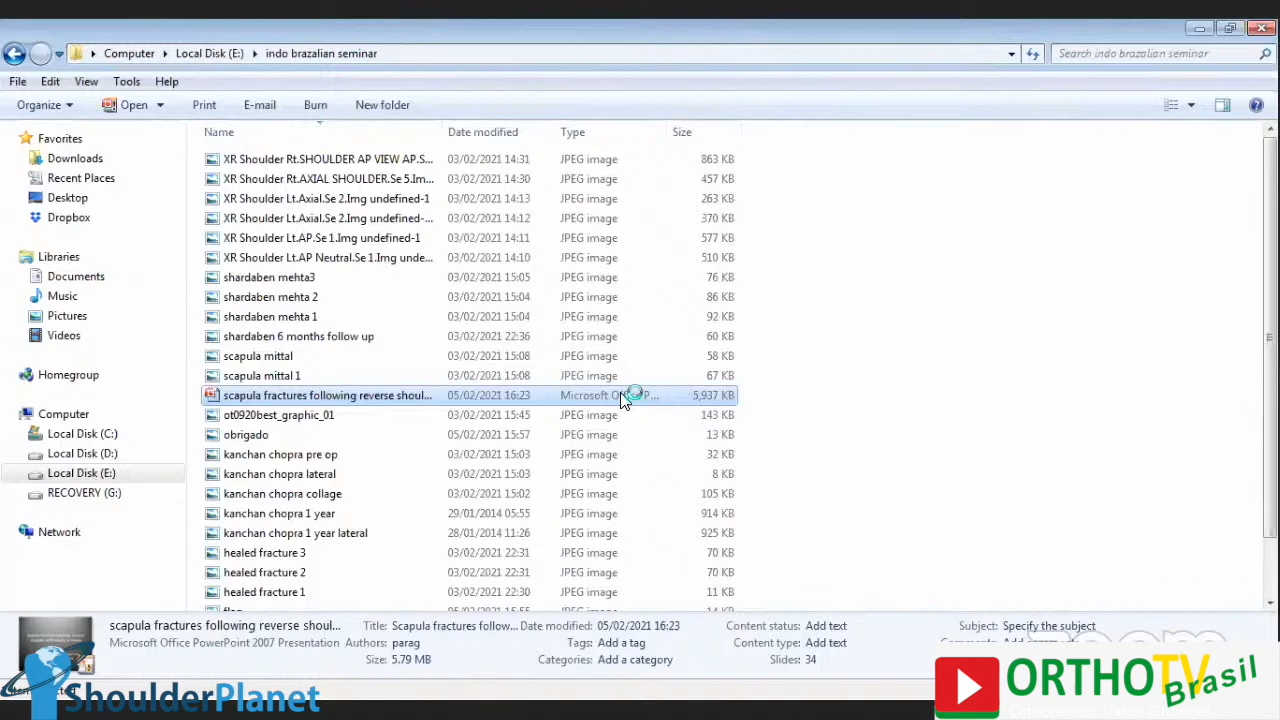 Computer Local Disk (E:) indo brazalian seminar Search indo brazalian seminar
File Edit View Tools Help
Organize Open Print E-mail Burn New folder
Favorites
Downloads
Recent Places
Desktop
Dropbox
Libraries
Documents
Music
Pictures
Videos
Homegroup
Computer
Local Disk (C:)
Local Disk (D:)
Local Disk (E:)
RECOVERY (G:)
Network
Name Date modified Type Size
XR Shoulder Rt.SHOULDER AP VIEW AP.S... 03/02/2021 14:31 JPEG image 863 KB
XR Shoulder Rt.AXIAL SHOULDER.Se 5.Im... 03/02/2021 14:30 JPEG image 457 KB
XR Shoulder Lt.Axial.Se 2.Img undefined-1 03/02/2021 14:13 JPEG image 263 KB
XR Shoulder Lt.Axial.Se 2.Img undefined-... 03/02/2021 14:12 JPEG image 370 KB
XR Shoulder Lt.AP.Se 1.Img undefined-1 03/02/2021 14:11 JPEG image 577 KB
XR Shoulder Lt.AP Neutral.Se 1.Img unde... 03/02/2021 14:10 JPEG image 510 KB
shardaben mehta3 03/02/2021 15:05 JPEG image 76 KB
shardaben mehta 2 03/02/2021 15:04 JPEG image 86 KB
shardaben mehta 1 03/02/2021 15:04 JPEG image 92 KB
shardaben 6 months follow up 03/02/2021 22:36 JPEG image 60 KB
scapula mittal 03/02/2021 15:08 JPEG image 58 KB
scapula mittal 1 03/02/2021 15:08 JPEG image 67 KB
scapula fractures following reverse shoul... 05/02/2021 16:23 Microsoft P... 5,937 KB
ot0920best_graphic_01 03/02/2021 15:45 JPEG image 143 KB
obrigado 05/02/2021 15:57 JPEG image 13 KB
kanchan chopra pre op 03/02/2021 15:03 JPEG image 32 KB
kanchan chopra lateral 03/02/2021 15:03 JPEG image 8 KB
kanchan chopra collage 03/02/2021 15:02 JPEG image 105 KB
kanchan chopra 1 year 29/01/2014 05:55 JPEG image 914 KB
kanchan chopra 1 year lateral 28/01/2014 11:26 JPEG image 925 KB
healed fracture 3 03/02/2021 22:31 JPEG image 70 KB
healed fracture 2 03/02/2021 22:31 JPEG image 70 KB
healed fracture 1 03/02/2021 22:30 JPEG image 11 KB
scapula fractures following reverse shoul... Title: Scapula fractures follow... Date modified: 05/02/2021 16:23 Content status: Add text Subject: Specify the subject
Microsoft Office PowerPoint 2007 Presentation Authors: parag Tags: Add a tag Content type: Add text
Size: 5.79 MB Categories: Add a category Slides: 34
ShoulderPlanet
ORTHOTV
Brasil